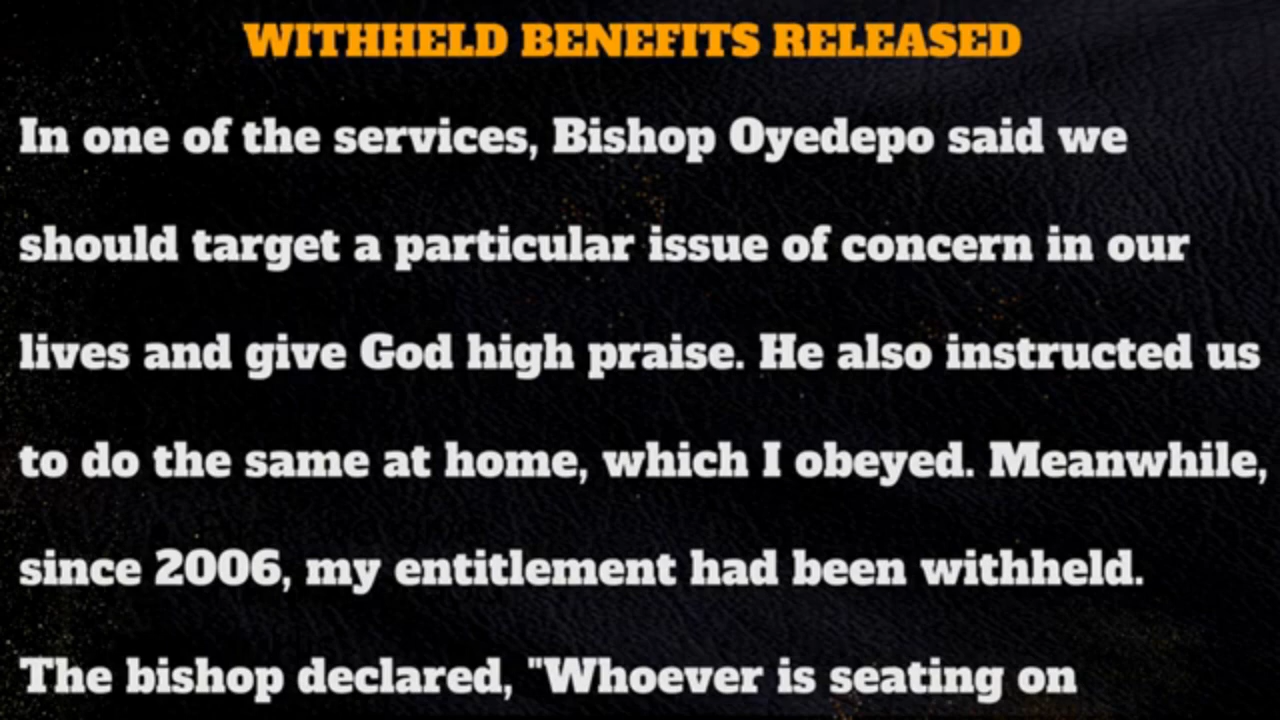 WITHHELD BENEFITS RELEASED
In one of the services, Bishop Oyedepo said we
should target a particular issue of concern in our
lives and give God high praise. He also instructed us
to do the same at home, which I obeyed. Meanwhile,
since 2006, my entitlement had been withheld.
The bishop declared, "Whoever is seating on